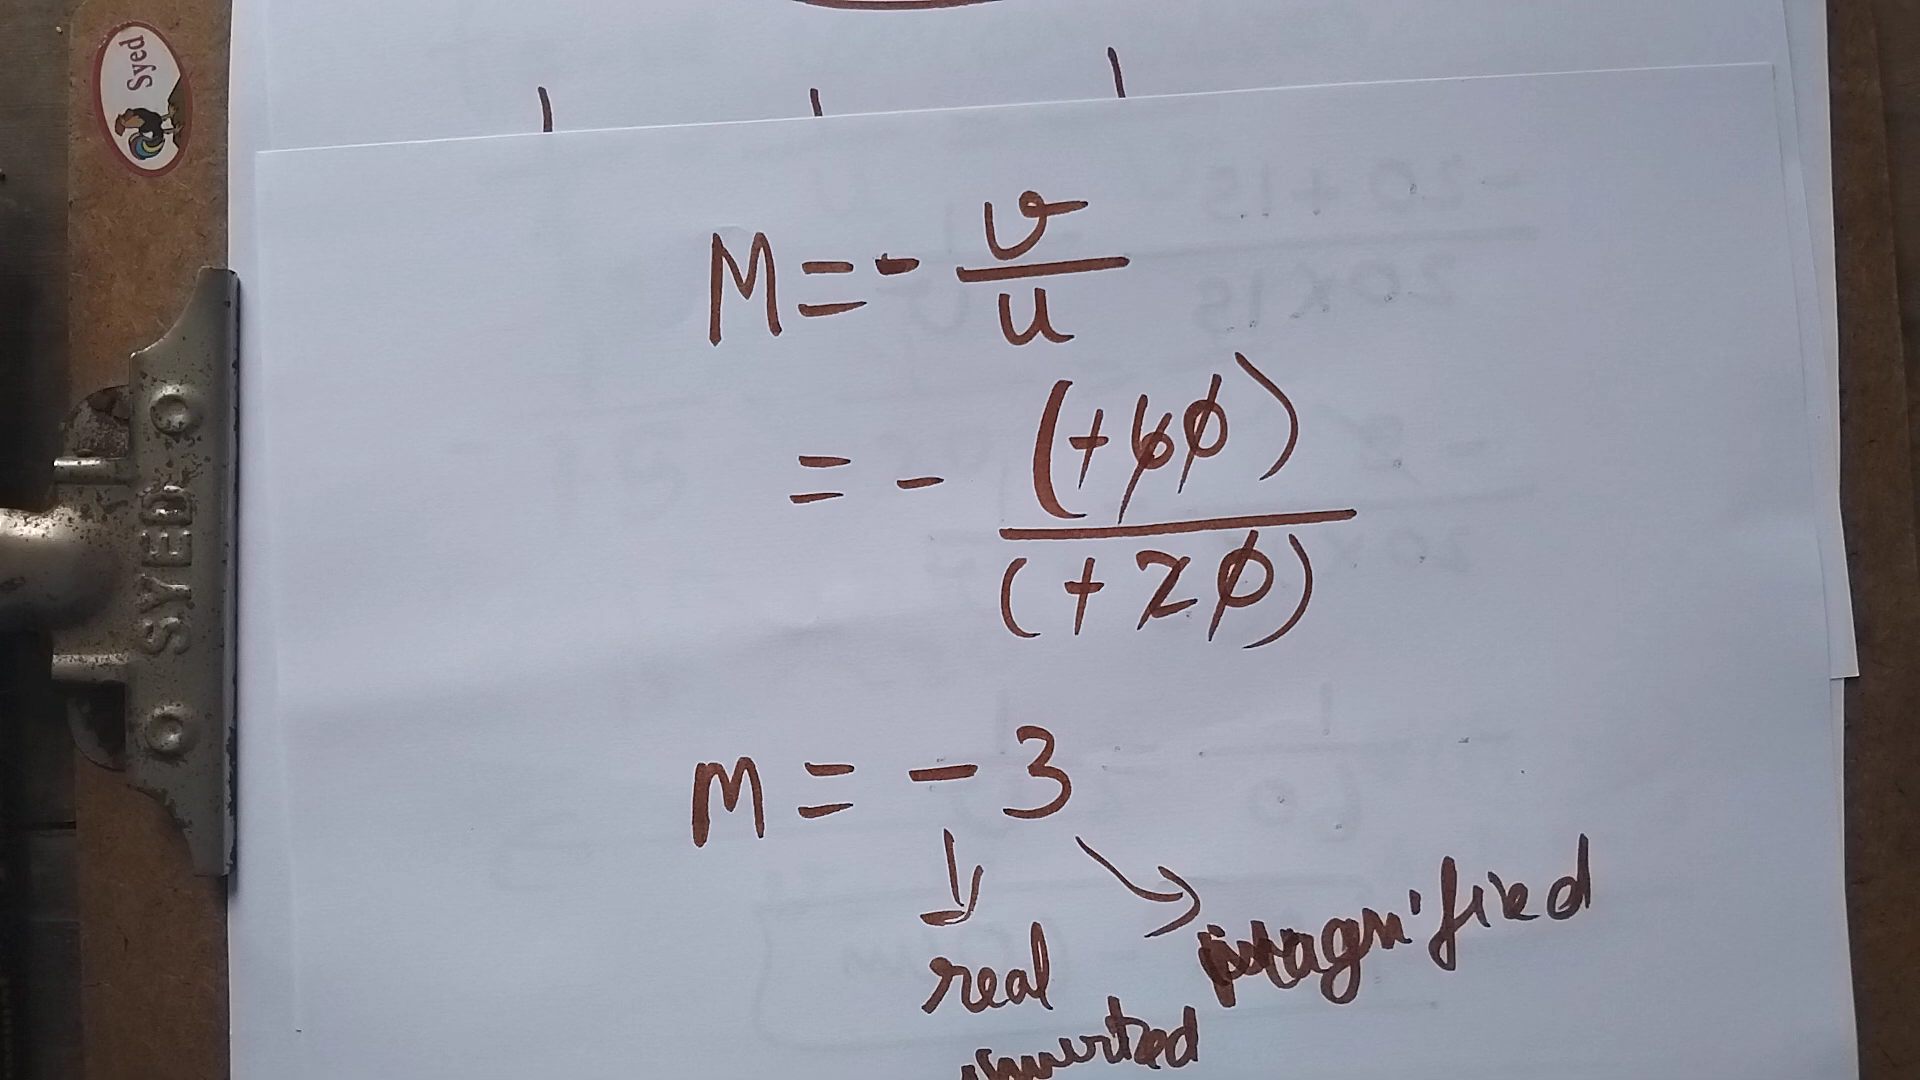 Syed
SYED
M = - v/u
= - (+60)/(+20)
m = - 3
real magnified
inverted